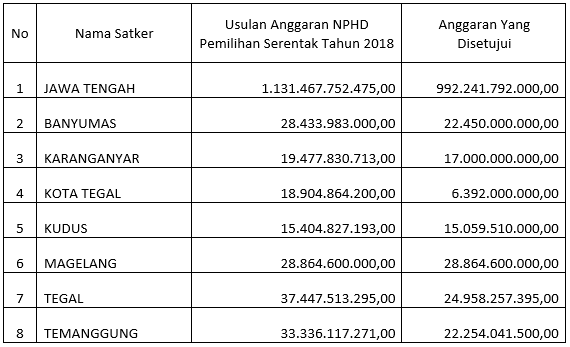 No Nama Satker Usulan Anggaran NPHD Pemilihan Serentak Tahun 2018 Anggaran Yang Disetujui
1 JAWA TENGAH 1.131.467.752.475,00 992.241.792.000,00
2 BANYUMAS 28.433.983.000,00 22.450.000.000,00
3 KARANGANYAR 19.477.830.713,00 17.000.000.000,00
4 KOTA TEGAL 18.904.864.200,00 6.392.000.000,00
5 KUDUS 15.404.827.193,00 15.059.510.000,00
6 MAGELANG 28.864.600.000,00 28.864.600.000,00
7 TEGAL 37.447.513.295,00 24.958.257.395,00
8 TEMANGGUNG 33.336.117.271,00 22.254.041.500,00